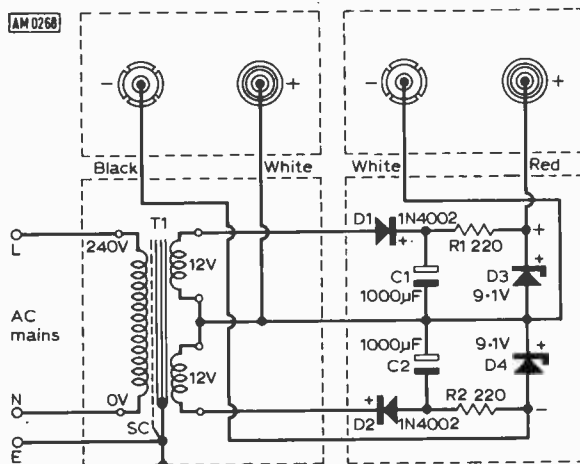 AM 0268
− + − +
Black White White Red
T1
L 240V 12V
D1 1N4002 + R1 220 +
C1 1000µF
D3 9·1V
AC mains
12V
1000µF C2
9·1V D4
N 0V
SC
+ D2 1N4002 R2 220 −
E